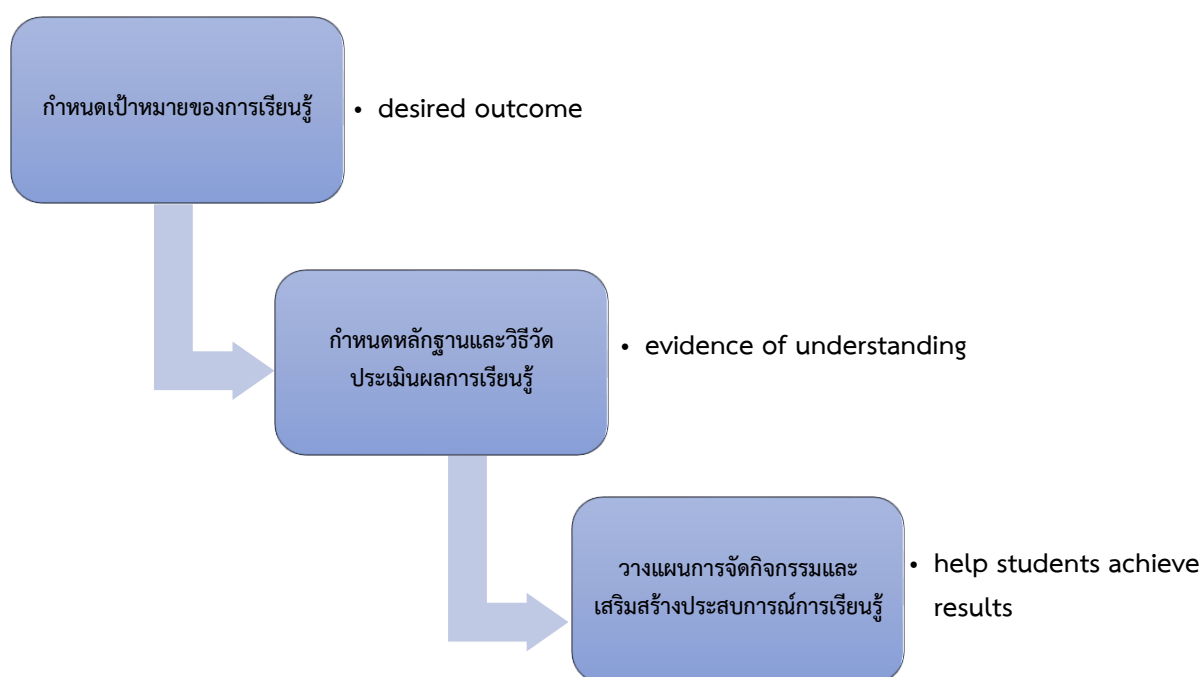 กำหนดเป้าหมายของการเรียนรู้
• desired outcome
กำหนดหลักฐานและวิธีวัด
ประเมินผลการเรียนรู้
• evidence of understanding
วางแผนการจัดกิจกรรมและ
เสริมสร้างประสบการณ์การเรียนรู้
• help students achieve
results